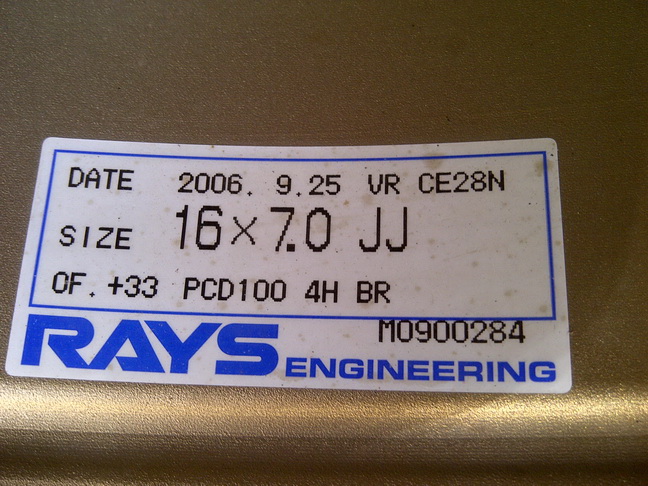 DATE 2006. 9.25 VR CE28N
SIZE 16×7.0 JJ
OF. +33 PCD100 4H BR
M0900284
RAYS ENGINEERING